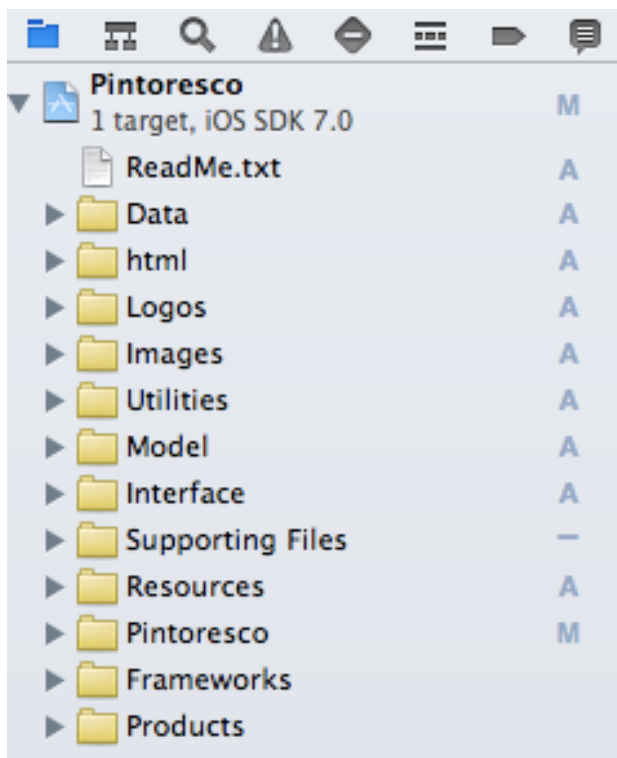 Pintoresco
1 target, iOS SDK 7.0 M
ReadMe.txt A
Data A
html A
Logos A
Images A
Utilities A
Model A
Interface A
Supporting Files –
Resources A
Pintoresco M
Frameworks
Products